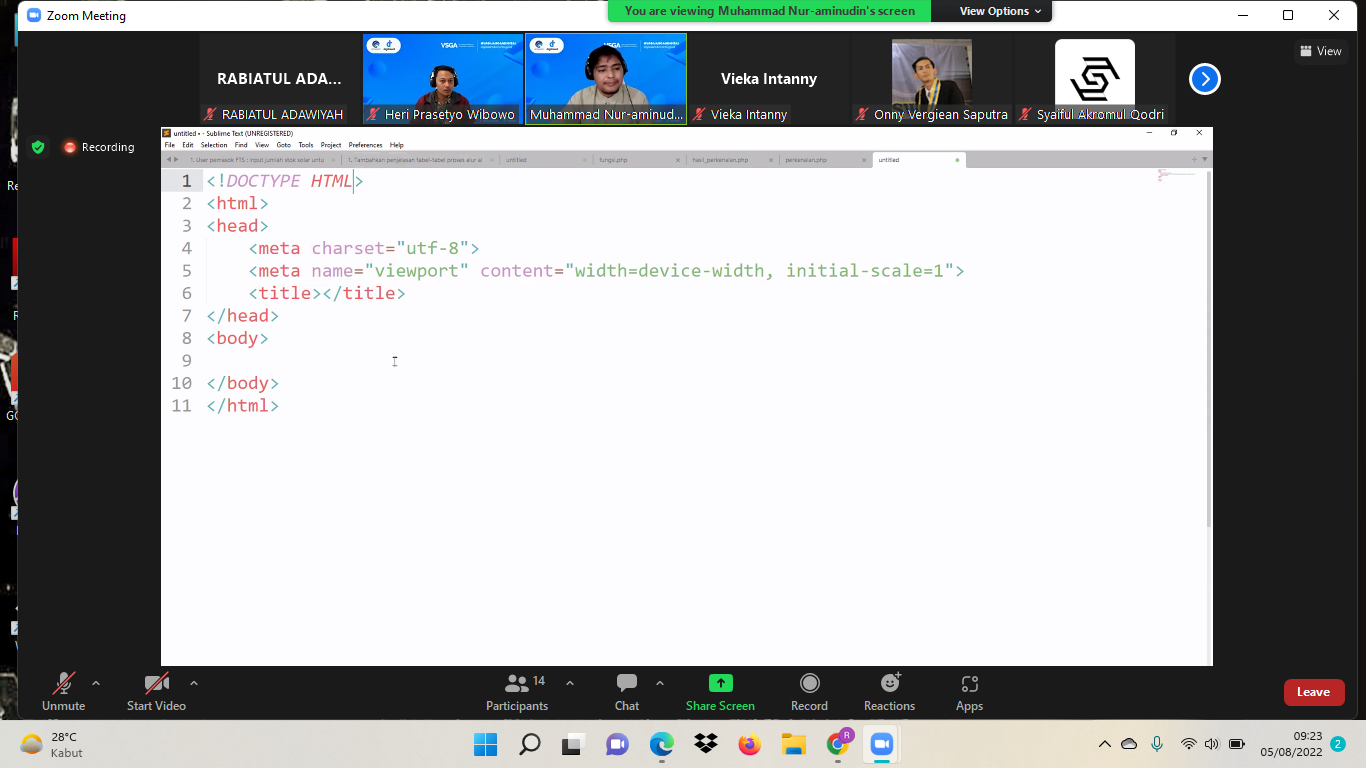 Zoom Meeting
You are viewing Muhammad Nur-aminudin's screen
View Options
RABIATUL ADA...
RABIATUL ADAWIYAH
VSGA
Heri Prasetyo Wibowo
Muhammad Nur-aminud...
Vieka Intanny
Vieka Intanny
Onny Vergiean Saputra
Syaiful Akromul Qodri
View
Recording
untitled • - Sublime Text (UNREGISTERED)
File Edit Selection Find View Goto Tools Project Preferences Help
1. User pemasok FTS : input jumlah stok solar untu
1. Tambahkan penjelasan tabel-tabel proses alur ai
untitled
fungsi.php
hasil_perkenalan.php
perkenalan.php
untitled
1 <!DOCTYPE HTML>
2 <html>
3 <head>
4 <meta charset="utf-8">
5 <meta name="viewport" content="width=device-width, initial-scale=1">
6 <title></title>
7 </head>
8 <body>
9
10 </body>
11 </html>
Unmute
Start Video
14
Participants
Chat
Share Screen
Record
Reactions
Apps
Leave
28°C
Kabut
R
09:23
05/08/2022
2